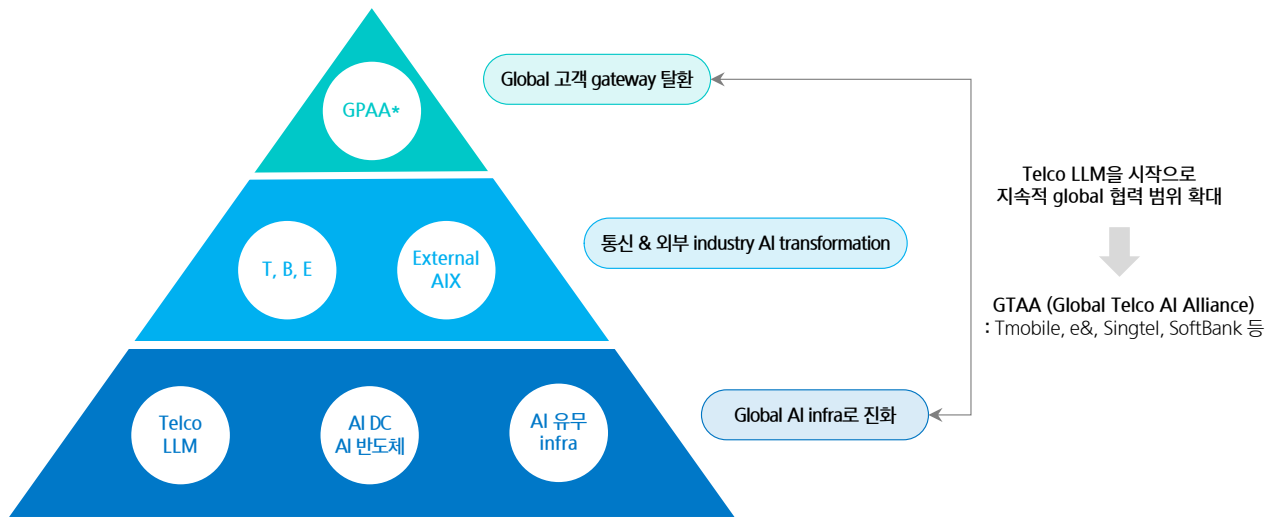 GPAA*
Global 고객 gateway 탈환
T, B, E
External
AIX
통신 & 외부 industry AI transformation
Telco
LLM
AI DC
AI 반도체
AI 유무
infra
Global AI infra로 진화
Telco LLM을 시작으로
지속적 global 협력 범위 확대
GTAA (Global Telco AI Alliance)
: Tmobile, e&, Singtel, SoftBank 등